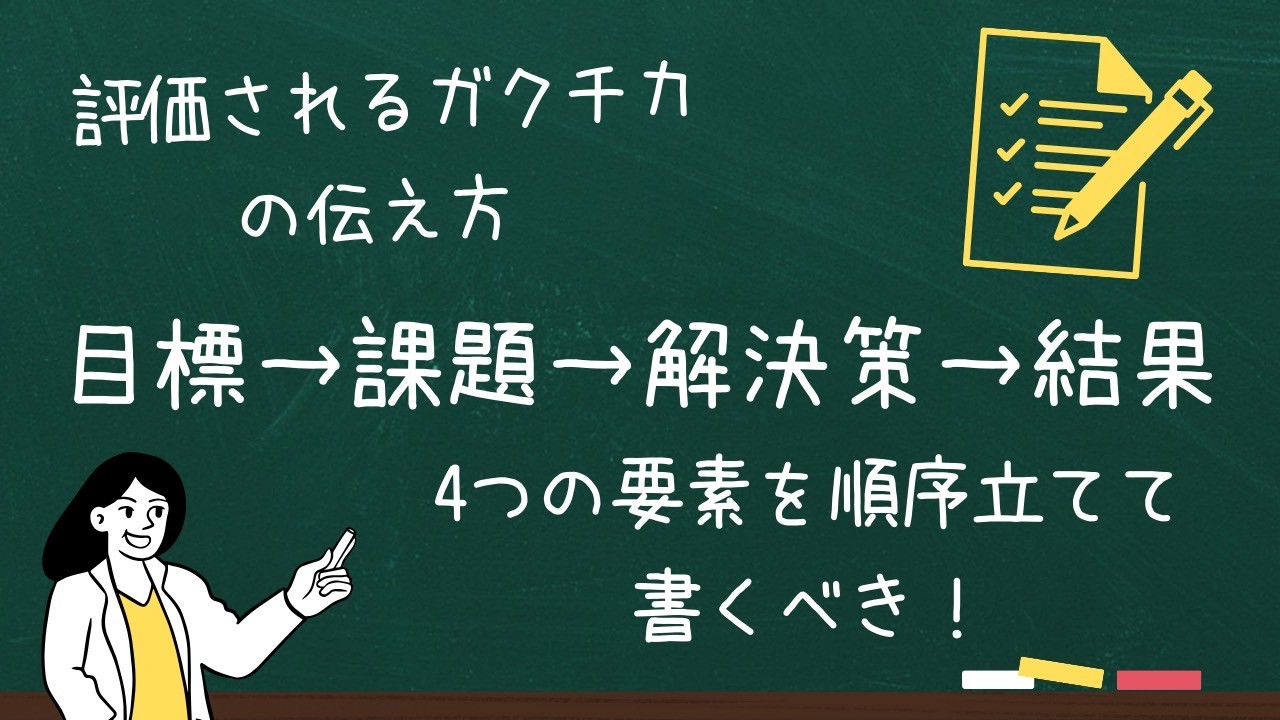 評価されるガクチカ
の伝え方
目標→課題→解決策→結果
4つの要素を順序立てて
書くべき！